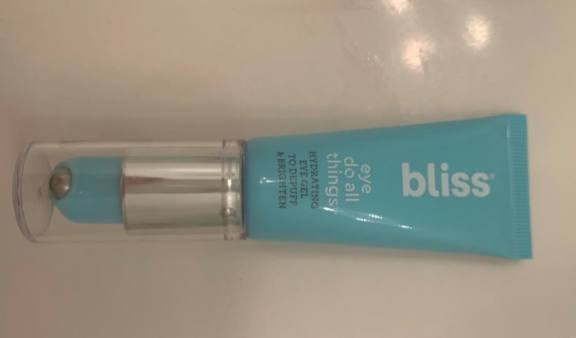 bliss®
eye
do all
things
HYDRATING
EYE GEL
TO DEPUFF
& BRIGHTEN